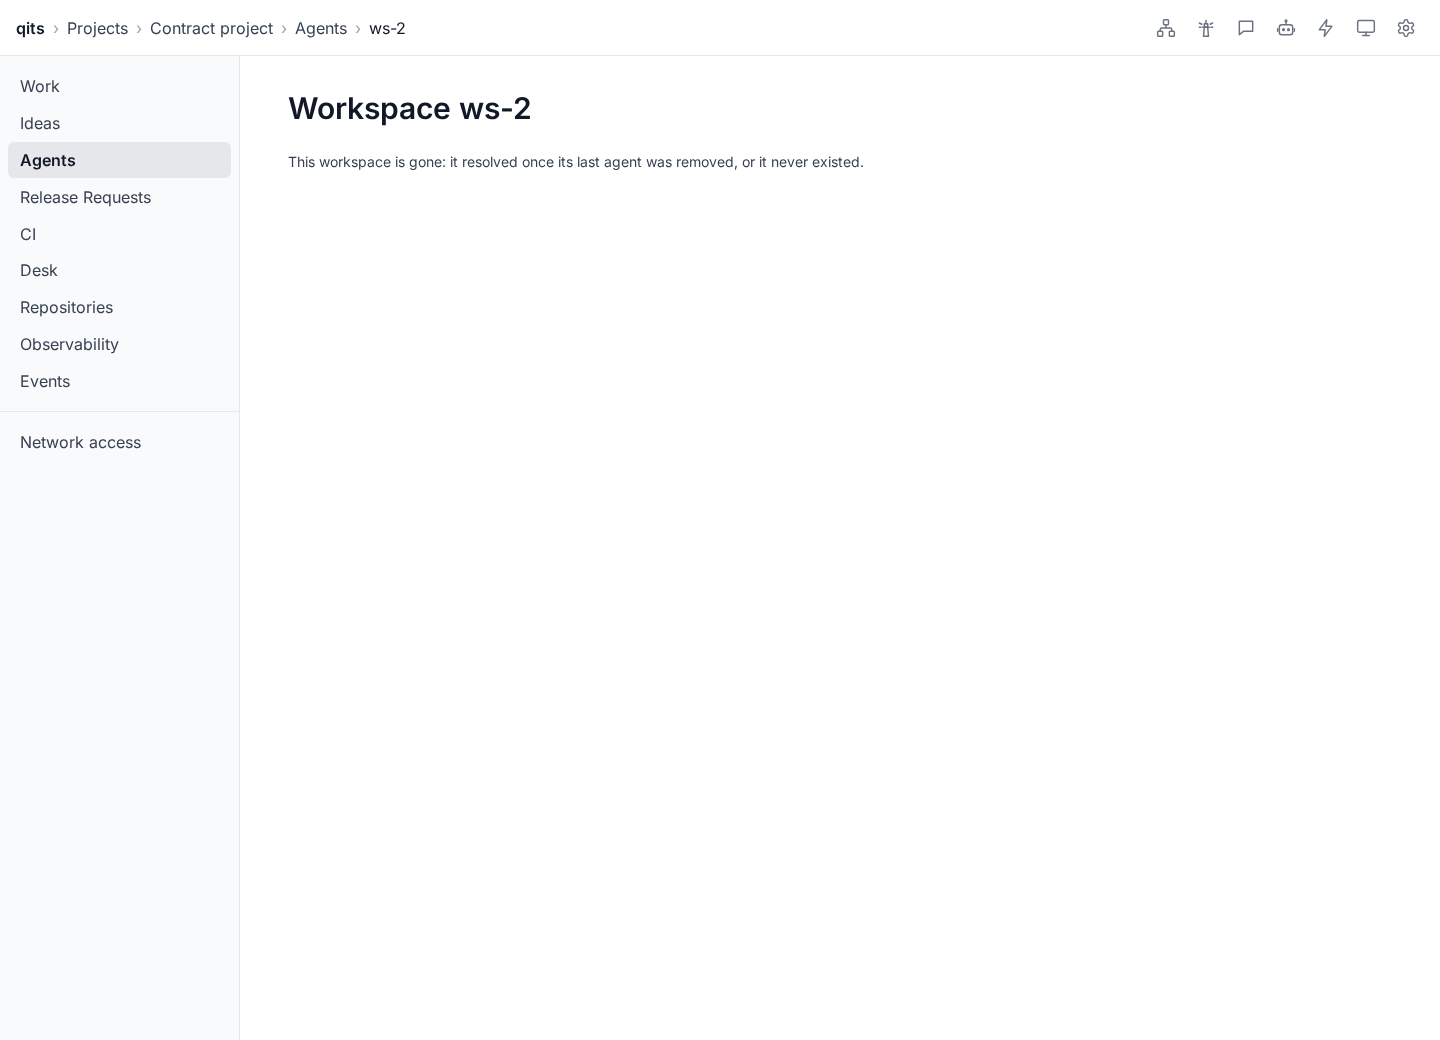 qits › Projects › Contract project › Agents › ws-2
Work
Ideas
Agents
Release Requests
CI
Desk
Repositories
Observability
Events
Network access
Workspace ws-2
This workspace is gone: it resolved once its last agent was removed, or it never existed.